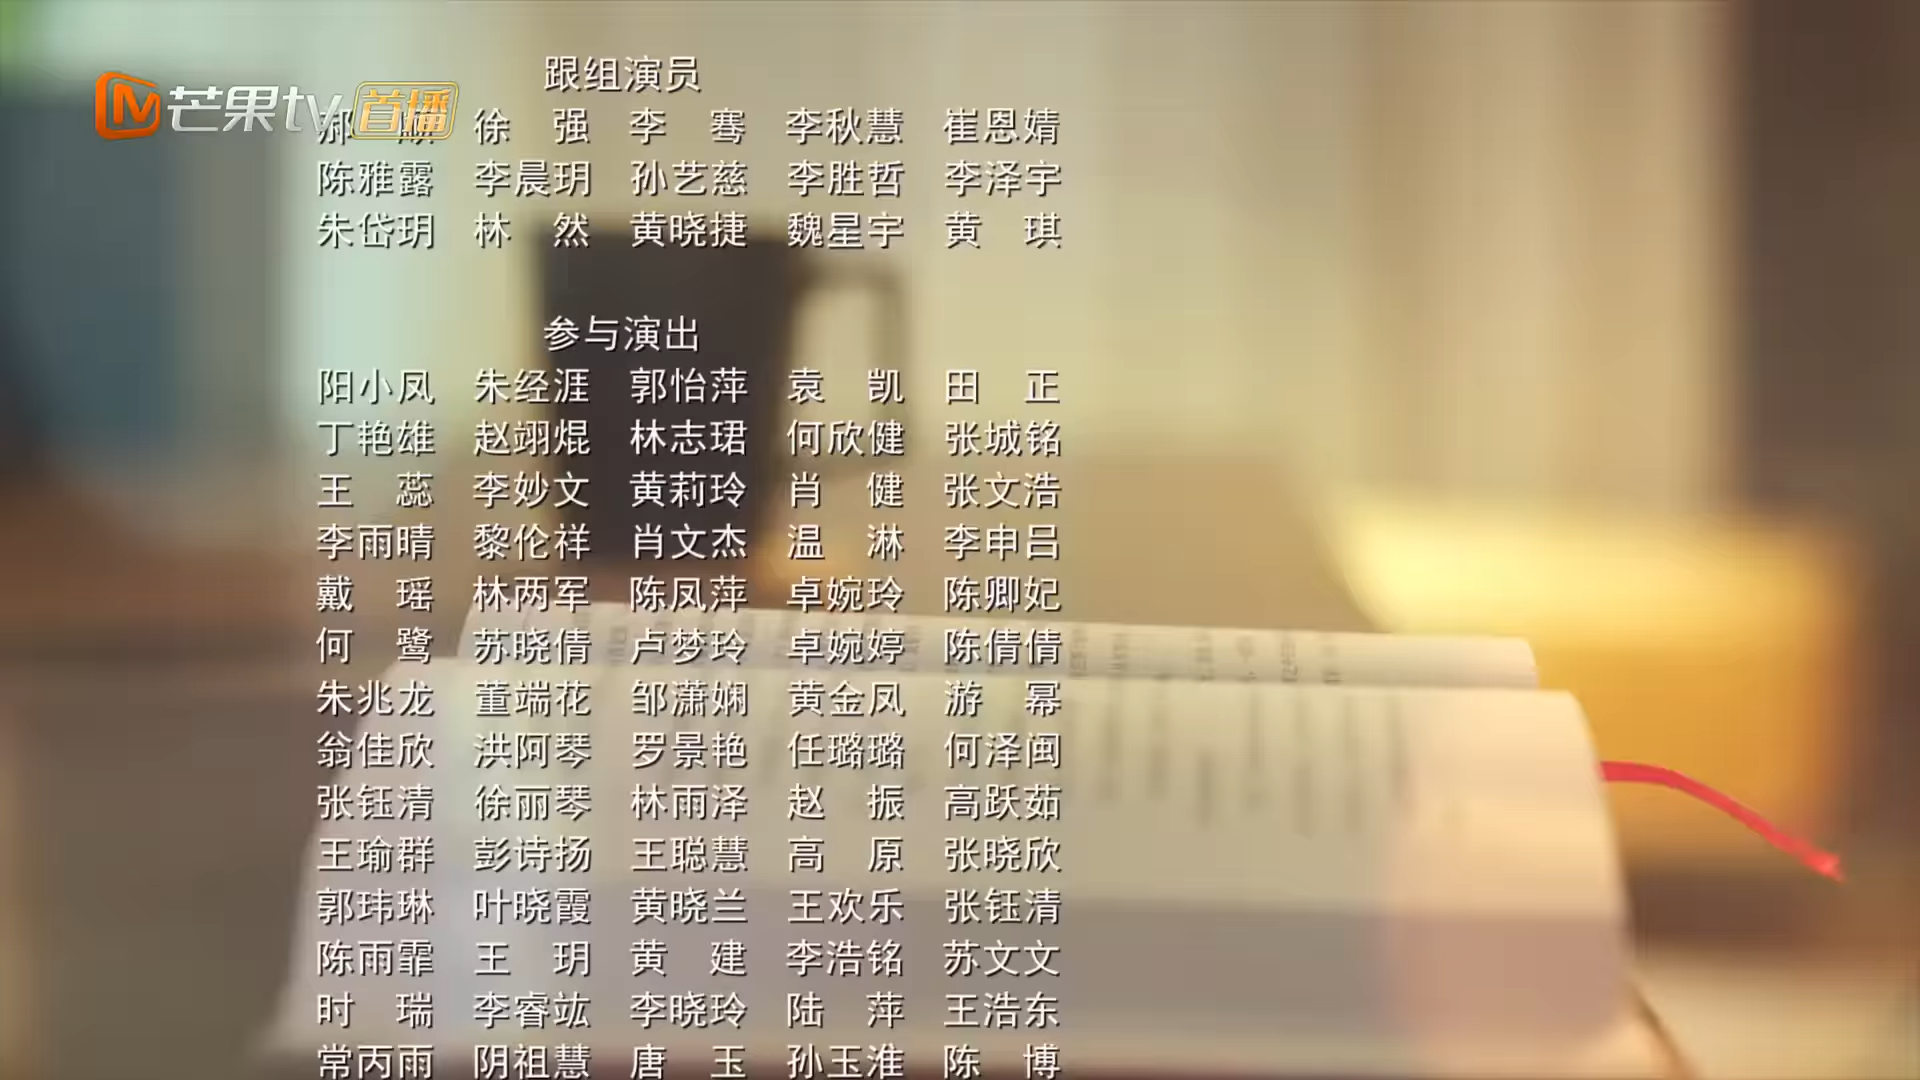 跟组演员
芒果tv 首播
郝 徐强 李骞 李秋慧 崔恩婧
陈雅露 李晨玥 孙艺慈 李胜哲 李泽宇
朱岱玥 林然 黄晓捷 魏星宇 黄琪
参与演出
阳小凤 朱经涯 郭怡萍 袁凯 田正
丁艳雄 赵翊焜 林志珺 何欣健 张城铭
王蕊 李妙文 黄莉玲 肖健 张文浩
李雨晴 黎伦祥 肖文杰 温淋 李申吕
戴瑶 林两军 陈凤萍 卓婉玲 陈卿妃
何鹭 苏晓倩 卢梦玲 卓婉婷 陈倩倩
朱兆龙 董端花 邹潇娴 黄金凤 游幂
翁佳欣 洪阿琴 罗景艳 任璐璐 何泽闽
张钰清 徐丽琴 林雨泽 赵振 高跃茹
王瑜群 彭诗扬 王聪慧 高原 张晓欣
郭玮琳 叶晓霞 黄晓兰 王欢乐 张钰清
陈雨霏 王玥 黄建 李浩铭 苏文文
时瑞 李睿竑 李晓玲 陆萍 王浩东
常丙雨 阴祖慧 唐玉 孙玉淮 陈博